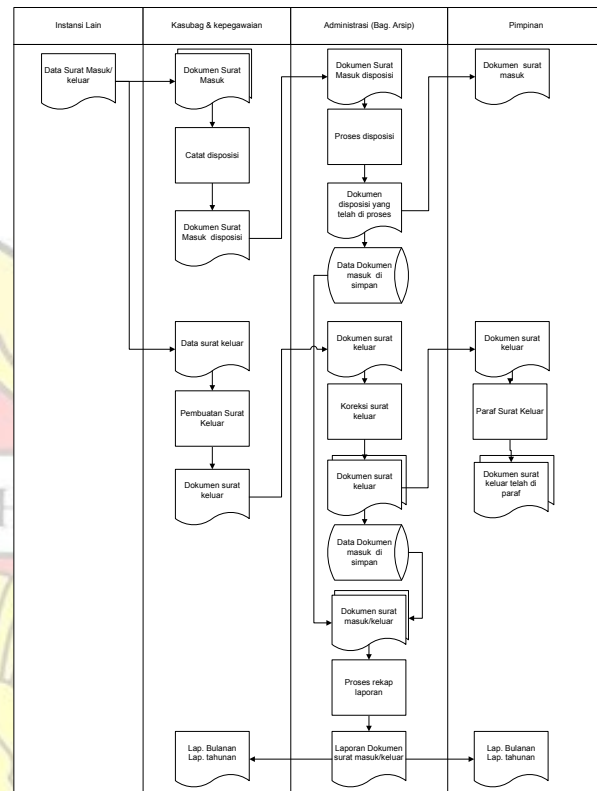 Instansi Lain
Kasubag & kepegawaian
Administrasi (Bag. Arsip)
Pimpinan
Data Surat Masuk/
keluar
Dokumen Surat
Masuk
Dokumen Surat
Masuk disposisi
Dokumen surat
masuk
Catat disposisi
Proses disposisi
Dokumen Surat
Masuk disposisi
Dokumen
disposisi yang
telah di proses
Data Dokumen
masuk di
simpan
Data surat keluar
Dokumen surat
keluar
Dokumen surat
keluar
Pembuatan Surat
Keluar
Koreksi surat
keluar
Paraf Surat Keluar
Dokumen surat
keluar
Dokumen surat
keluar
Dokumen surat
keluar telah di
paraf
Data Dokumen
masuk di
simpan
Dokumen surat
masuk/keluar
Proses rekap
laporan
Lap. Bulanan
Lap. tahunan
Laporan Dokumen
surat masuk/keluar
Lap. Bulanan
Lap. tahunan